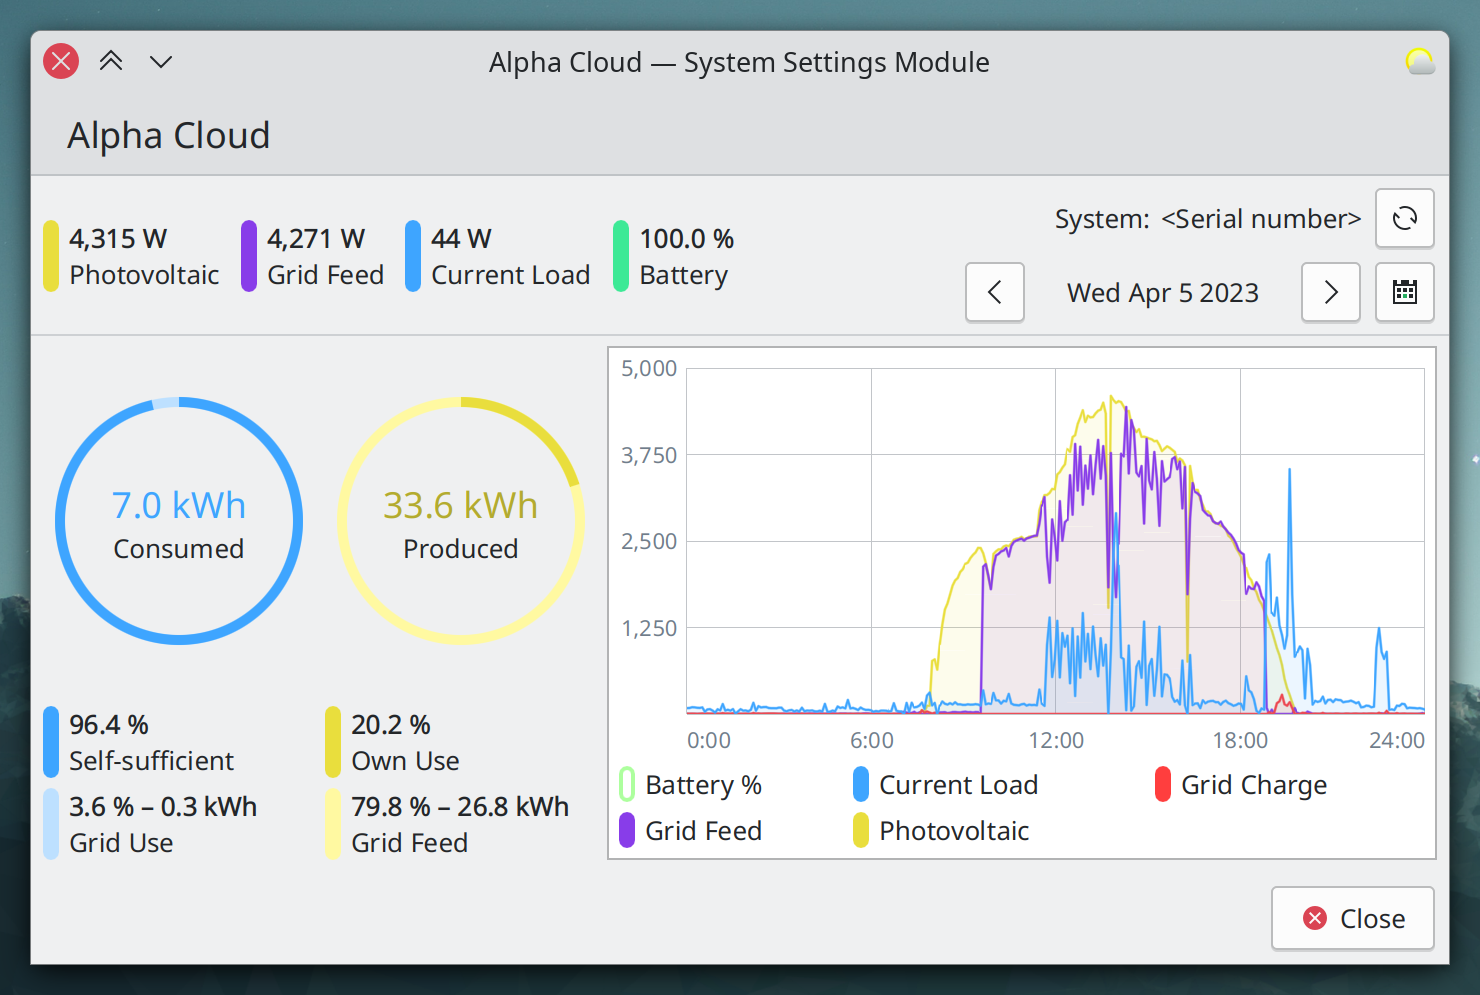 Alpha Cloud — System Settings Module
Alpha Cloud
4,315 W
Photovoltaic
4,271 W
Grid Feed
44 W
Current Load
100.0 %
Battery
System: <Serial number>
Wed Apr 5 2023
7.0 kWh
Consumed
33.6 kWh
Produced
96.4 %
Self-sufficient
20.2 %
Own Use
3.6 % – 0.3 kWh
Grid Use
79.8 % – 26.8 kWh
Grid Feed
5,000
3,750
2,500
1,250
0:00 6:00 12:00 18:00 24:00
Battery % Current Load Grid Charge
Grid Feed Photovoltaic
Close